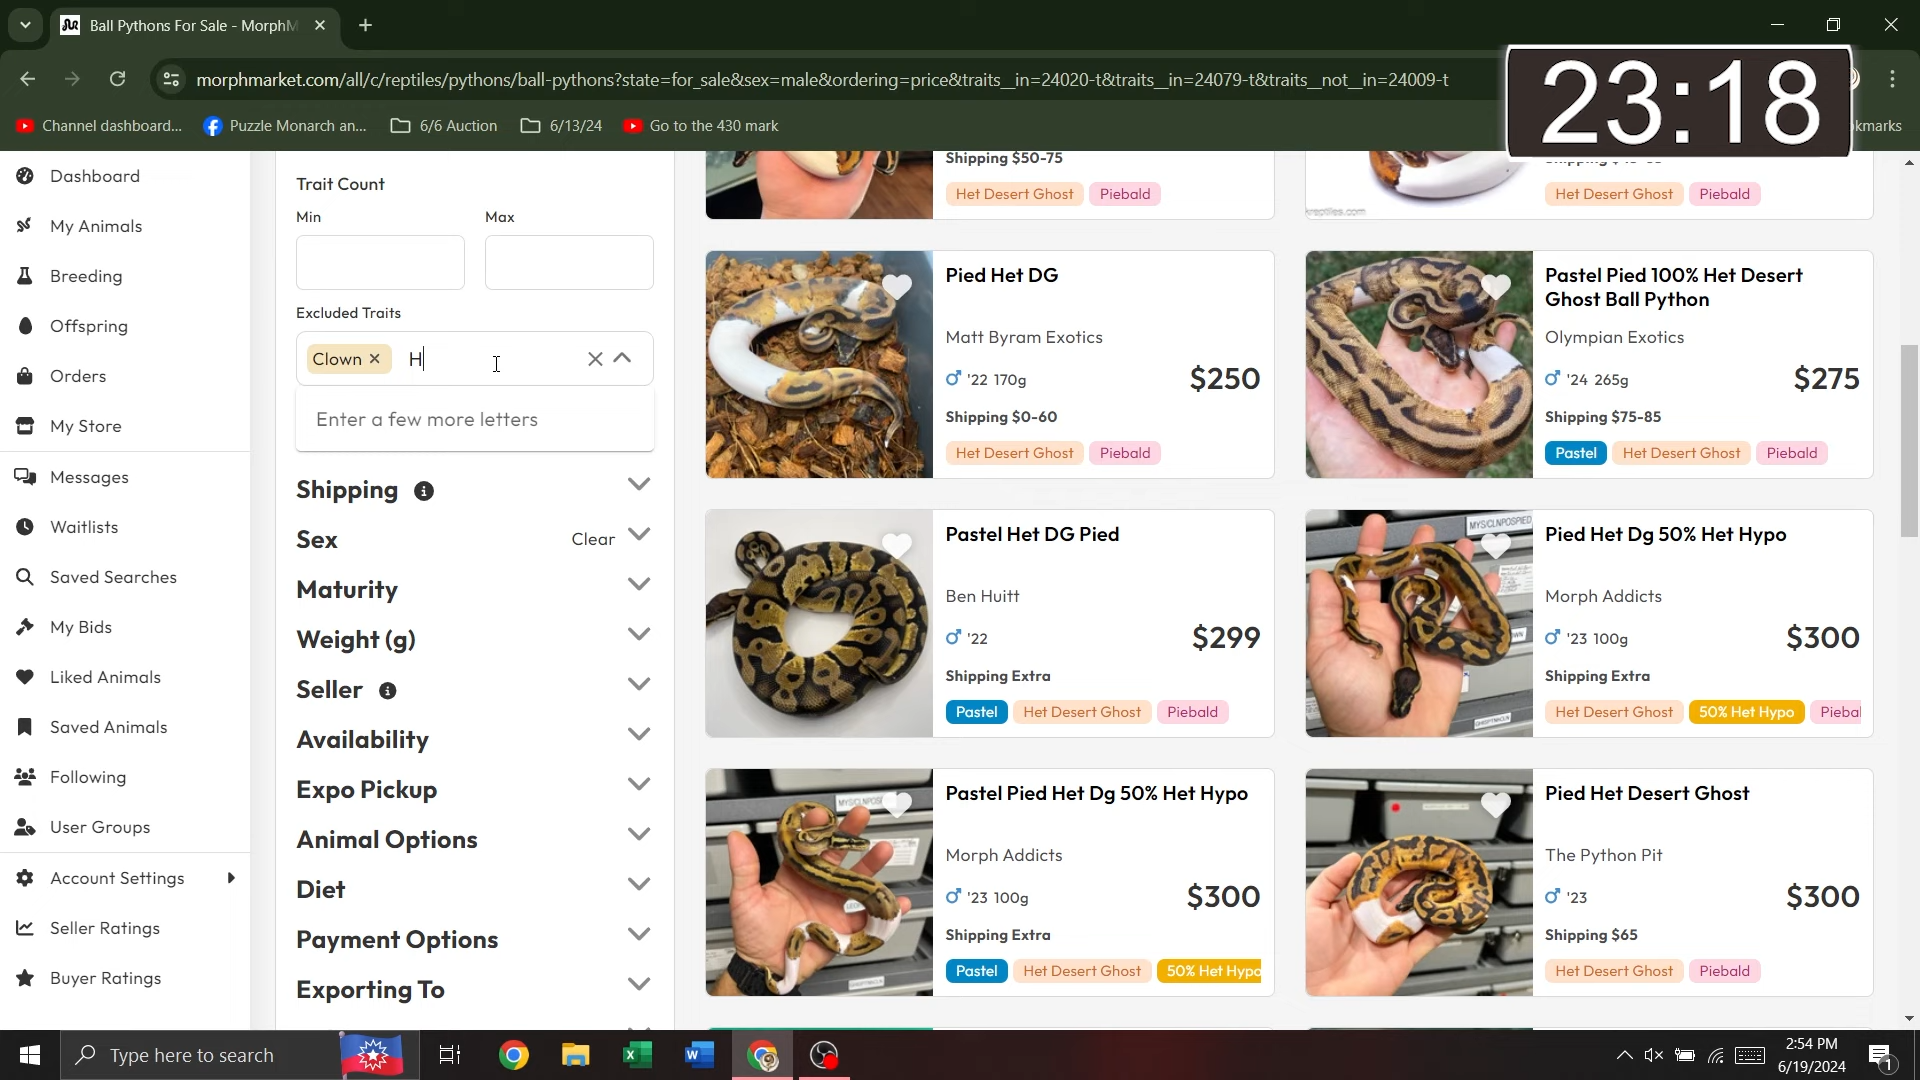 Ball Pythons For Sale - MorphM
morphmarket.com/all/c/reptiles/pythons/ball-pythons?state=for_sale&sex=male&ordering=price&traits__in=24020-t&traits__in=24079-t&traits__not__in=24009-t
23:18
Channel dashboard...
Puzzle Monarch an...
6/6 Auction
6/13/24
Go to the 430 mark
kmarks
Dashboard
My Animals
Breeding
Offspring
Orders
My Store
Messages
Waitlists
Saved Searches
My Bids
Liked Animals
Saved Animals
Following
User Groups
Account Settings
Seller Ratings
Buyer Ratings
Trait Count
Min
Max
Excluded Traits
Clown
H
Enter a few more letters
Shipping
Sex
Clear
Maturity
Weight (g)
Seller
Availability
Expo Pickup
Animal Options
Diet
Payment Options
Exporting To
Shipping $50-75
Het Desert Ghost
Piebald
Het Desert Ghost
Piebald
Pied Het DG
Matt Byram Exotics
♂ '22 170g
$250
Shipping $0-60
Het Desert Ghost
Piebald
Pastel Pied 100% Het Desert
Ghost Ball Python
Olympian Exotics
♂ '24 265g
$275
Shipping $75-85
Pastel
Het Desert Ghost
Piebald
Pastel Het DG Pied
Ben Huitt
♂ '22
$299
Shipping Extra
Pastel
Het Desert Ghost
Piebald
Pied Het Dg 50% Het Hypo
Morph Addicts
♂ '23 100g
$300
Shipping Extra
Het Desert Ghost
50% Het Hypo
Piebal
Pastel Pied Het Dg 50% Het Hypo
Morph Addicts
♂ '23 100g
$300
Shipping Extra
Pastel
Het Desert Ghost
50% Het Hypo
Pied Het Desert Ghost
The Python Pit
♂ '23
$300
Shipping $65
Het Desert Ghost
Piebald
Type here to search
2:54 PM
6/19/2024
1